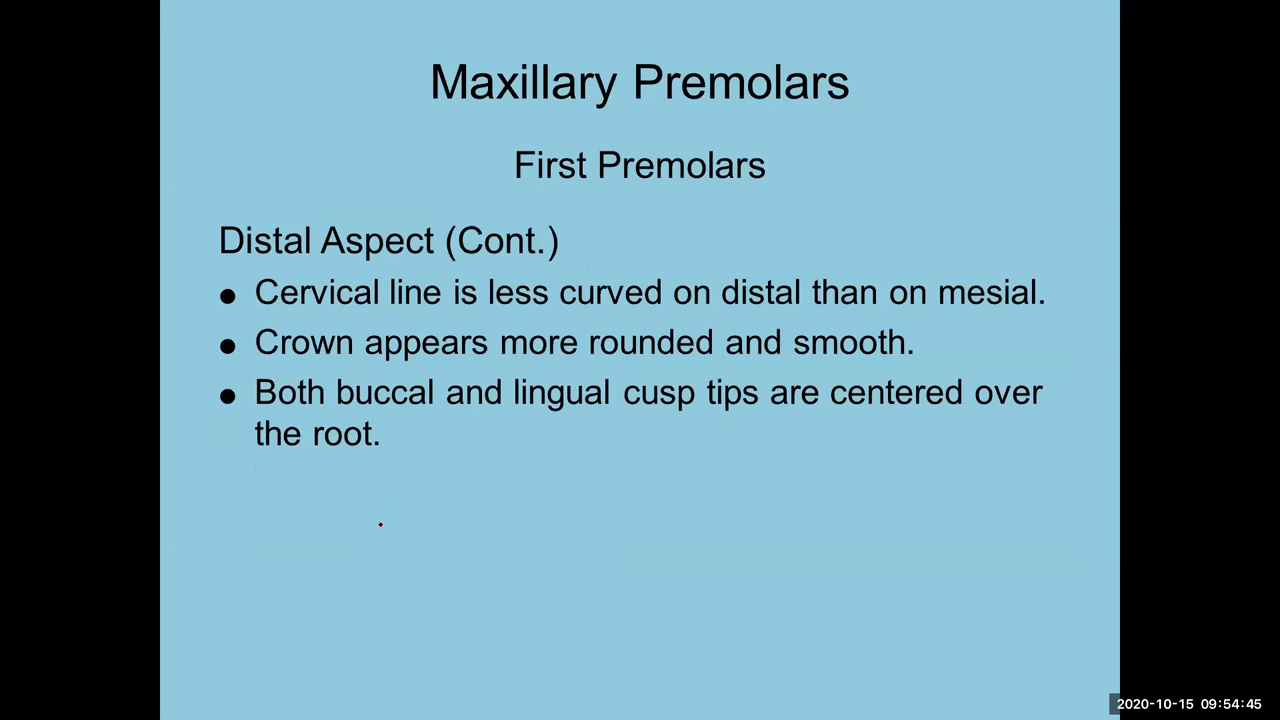 Maxillary Premolars
First Premolars
Distal Aspect (Cont.)
● Cervical line is less curved on distal than on mesial.
● Crown appears more rounded and smooth.
● Both buccal and lingual cusp tips are centered over
the root.
2020-10-15 09:54:45